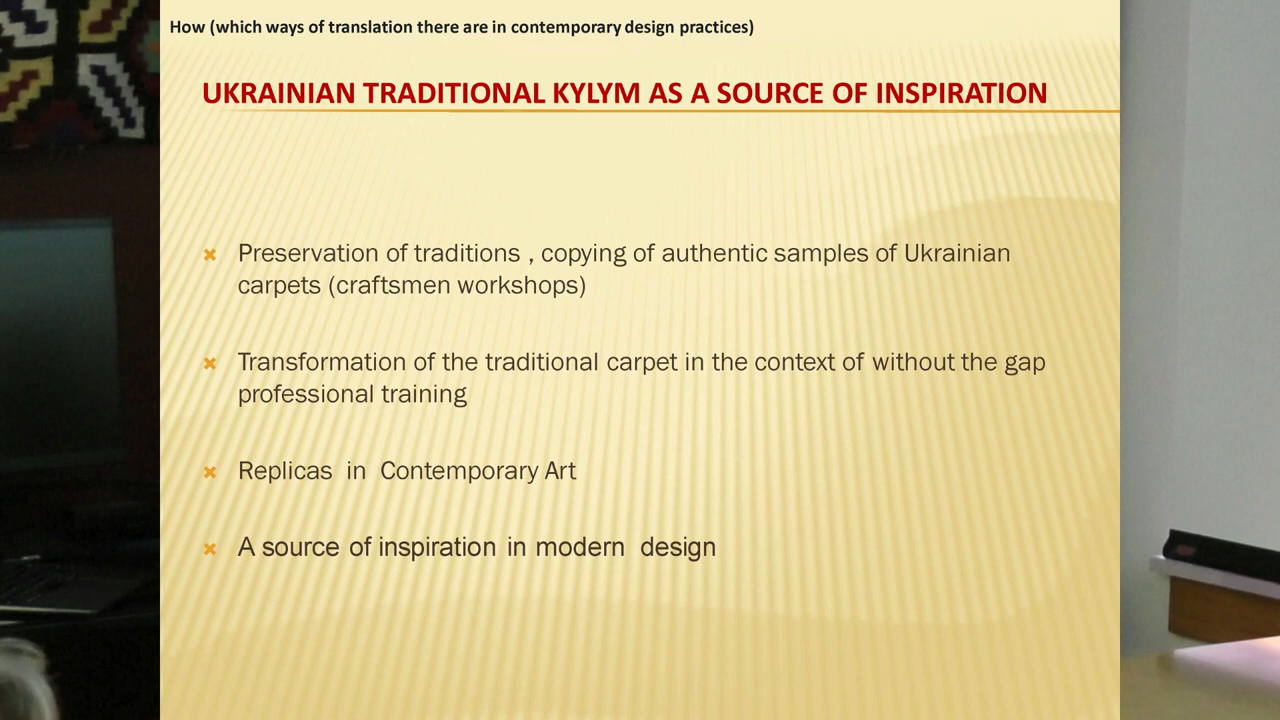 How (which ways of translation there are in contemporary design practices)
UKRAINIAN TRADITIONAL KYLYM AS A SOURCE OF INSPIRATION
Preservation of traditions , copying of authentic samples of Ukrainian
carpets (craftsmen workshops)
Transformation of the traditional carpet in the context of without the gap
professional training
Replicas in Contemporary Art
A source of inspiration in modern design